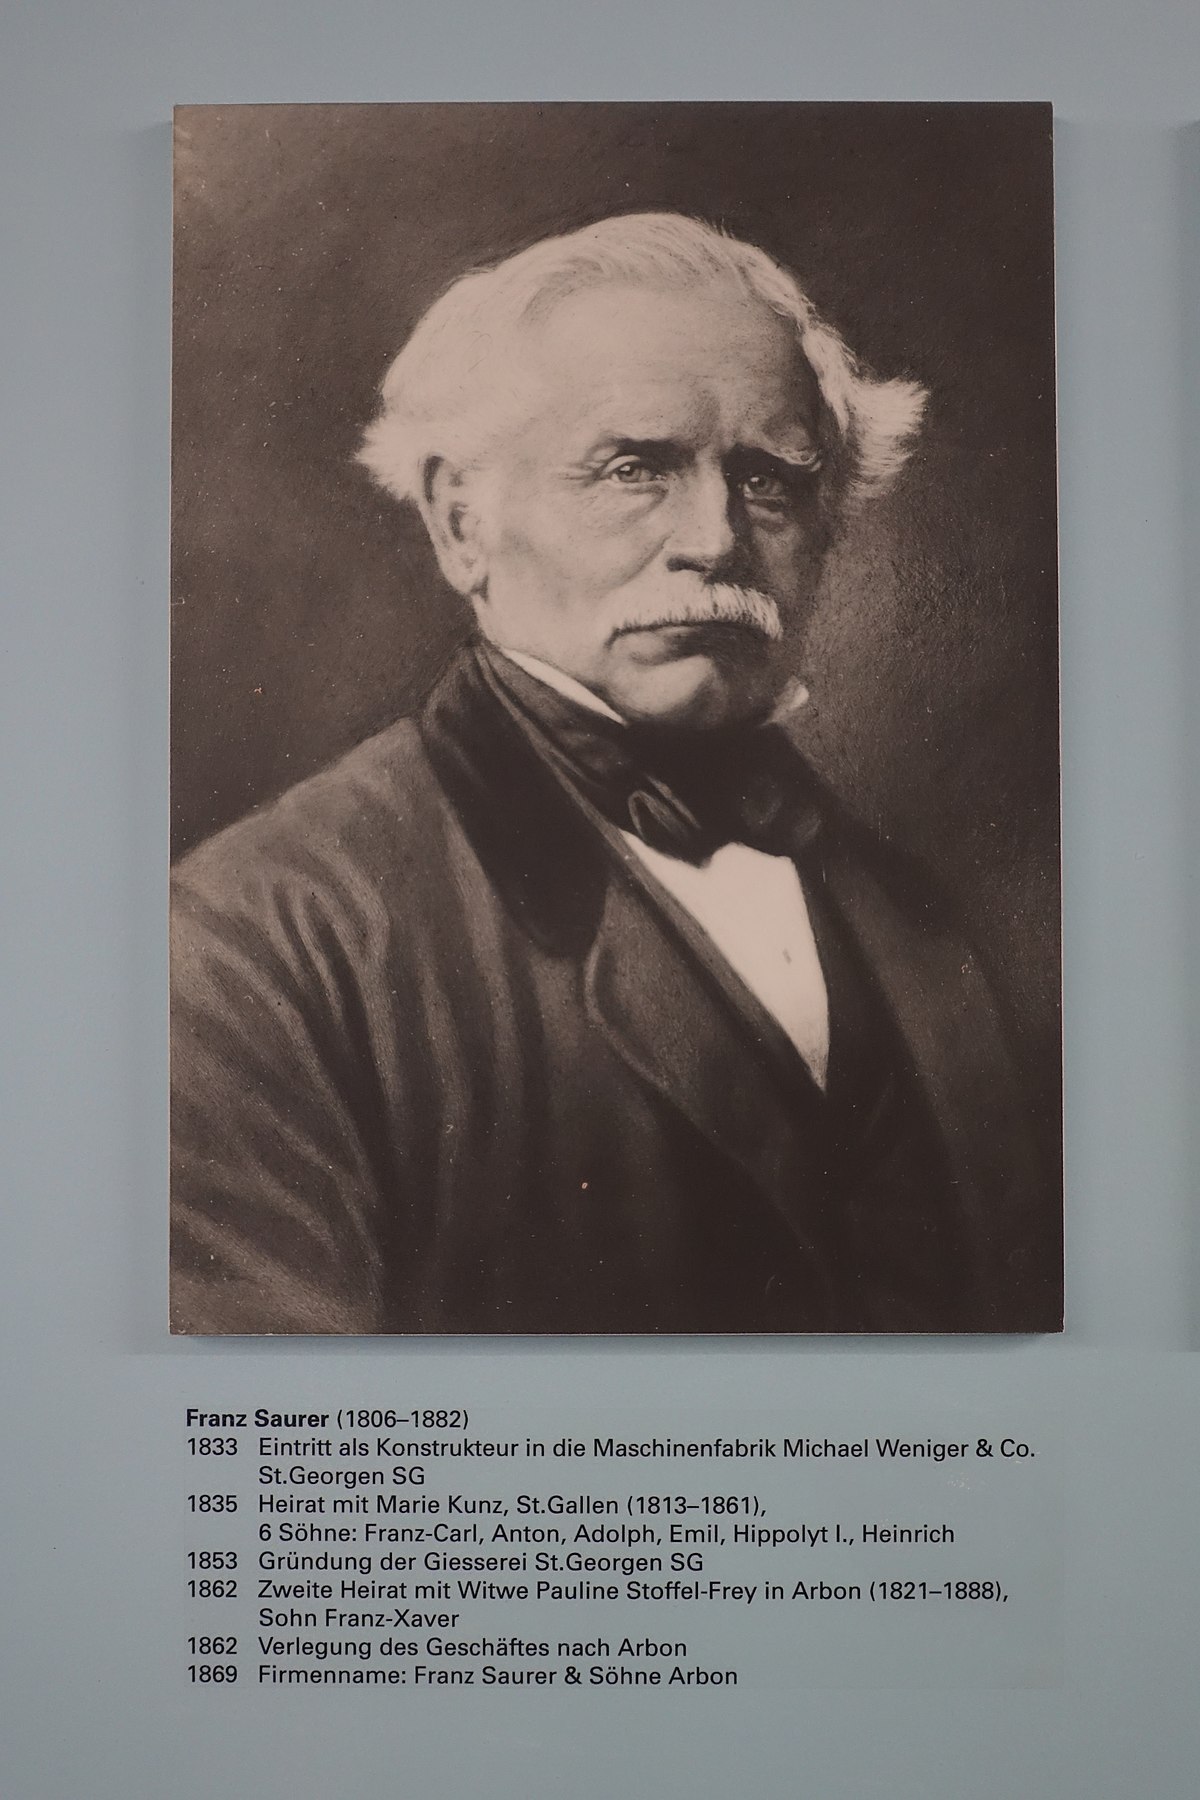 Franz Saurer (1806–1882)
1833 Eintritt als Konstrukteur in die Maschinenfabrik Michael Weniger & Co.
St.Georgen SG
1835 Heirat mit Marie Kunz, St.Gallen (1813–1861),
6 Söhne: Franz-Carl, Anton, Adolph, Emil, Hippolyt I., Heinrich
1853 Gründung der Giesserei St.Georgen SG
1862 Zweite Heirat mit Witwe Pauline Stoffel-Frey in Arbon (1821–1888),
Sohn Franz-Xaver
1862 Verlegung des Geschäftes nach Arbon
1869 Firmenname: Franz Saurer & Söhne Arbon